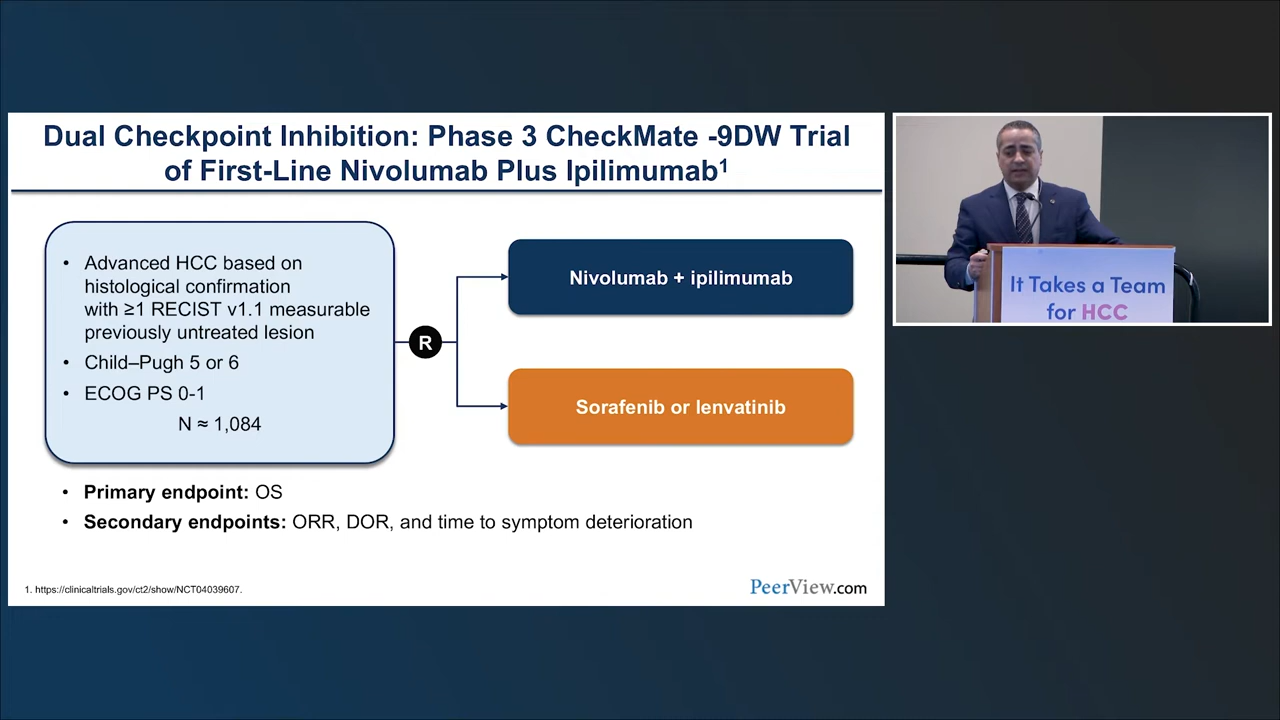 Dual Checkpoint Inhibition: Phase 3 CheckMate -9DW Trial
of First-Line Nivolumab Plus Ipilimumab1
• Advanced HCC based on
histological confirmation
with ≥1 RECIST v1.1 measurable
previously untreated lesion
• Child–Pugh 5 or 6
• ECOG PS 0-1
N ≈ 1,084
R
Nivolumab + ipilimumab
Sorafenib or lenvatinib
• Primary endpoint: OS
• Secondary endpoints: ORR, DOR, and time to symptom deterioration
1. https://clinicaltrials.gov/ct2/show/NCT04039607.
PeerView.com
It Takes a Team
for HCC